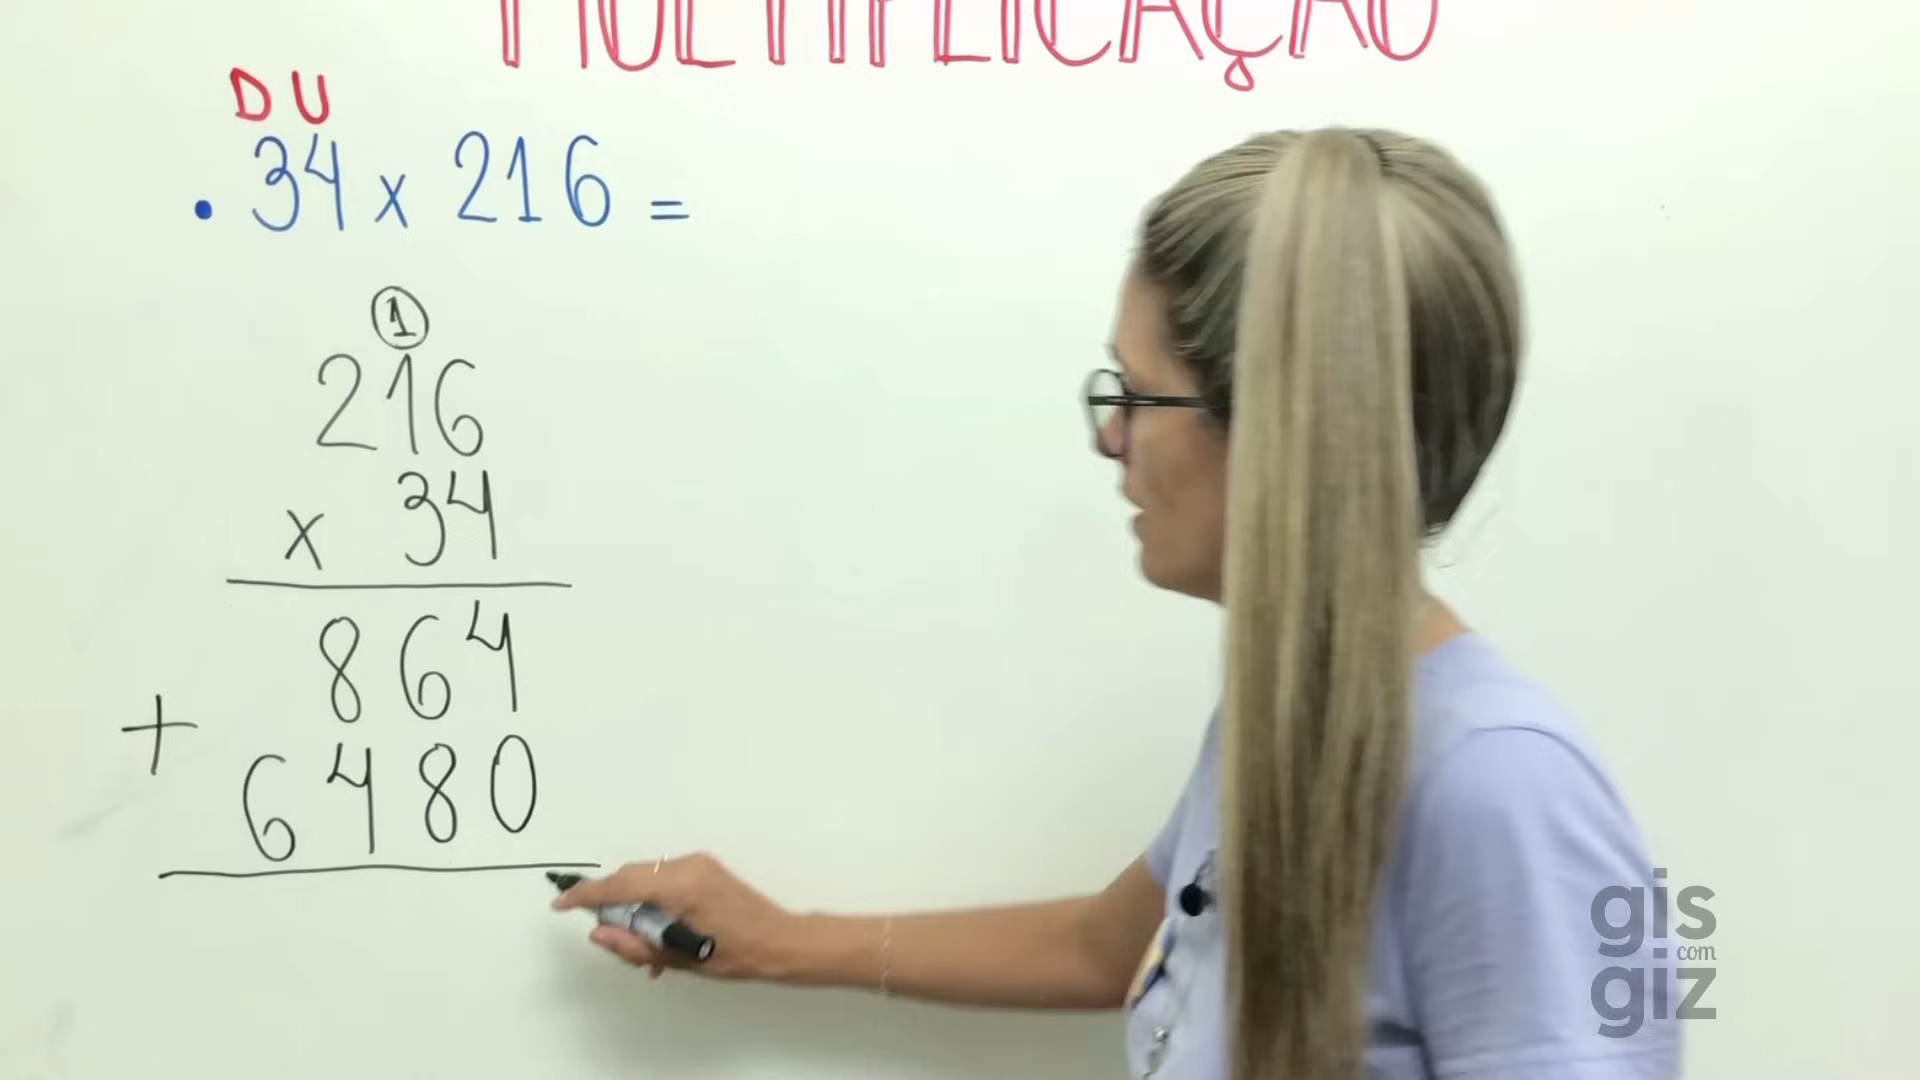 MULTIPLICAÇÃO
D U
. 34 x 216 =
1
216
x 34
864
+
6480
gis
com
giz